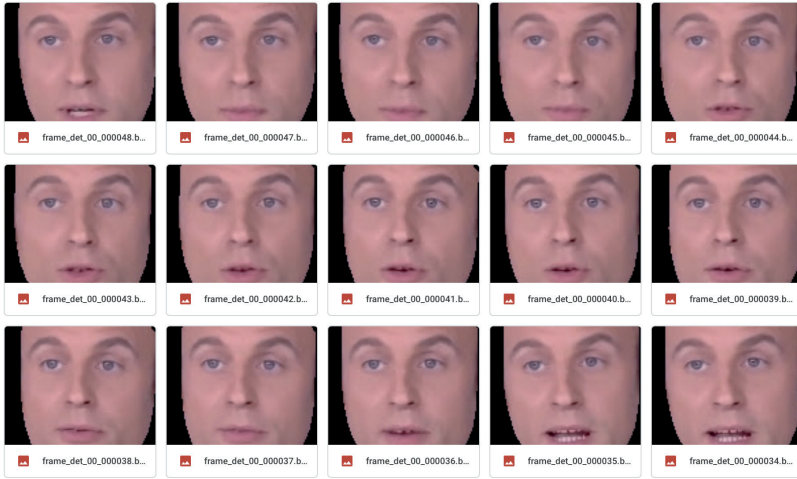 frame_det_00_000048.b...
frame_det_00_000047.b...
frame_det_00_000046.b...
frame_det_00_000045.b...
frame_det_00_000044.b...
frame_det_00_000043.b...
frame_det_00_000042.b...
frame_det_00_000041.b...
frame_det_00_000040.b...
frame_det_00_000039.b...
frame_det_00_000038.b...
frame_det_00_000037.b...
frame_det_00_000036.b...
frame_det_00_000035.b...
frame_det_00_000034.b...